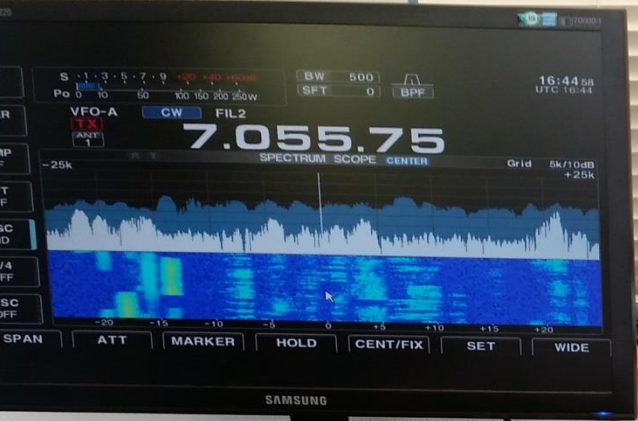 S 1 3 5 7 9 +20 +40 +60dB
Po 0 10 50 100 150 200 250W
BW 500
SFT 0
BPF
16:44 58
UTC 16:44
VFO-A CW FIL2
TX
ANT
1
7.055.75
R T
SPECTRUM SCOPE CENTER Grid 5k/10dB
-25k +25k
-20 -15 -10 -5 0 +5 +10 +15 +20
SPAN ATT MARKER HOLD CENT/FIX SET WIDE
SAMSUNG